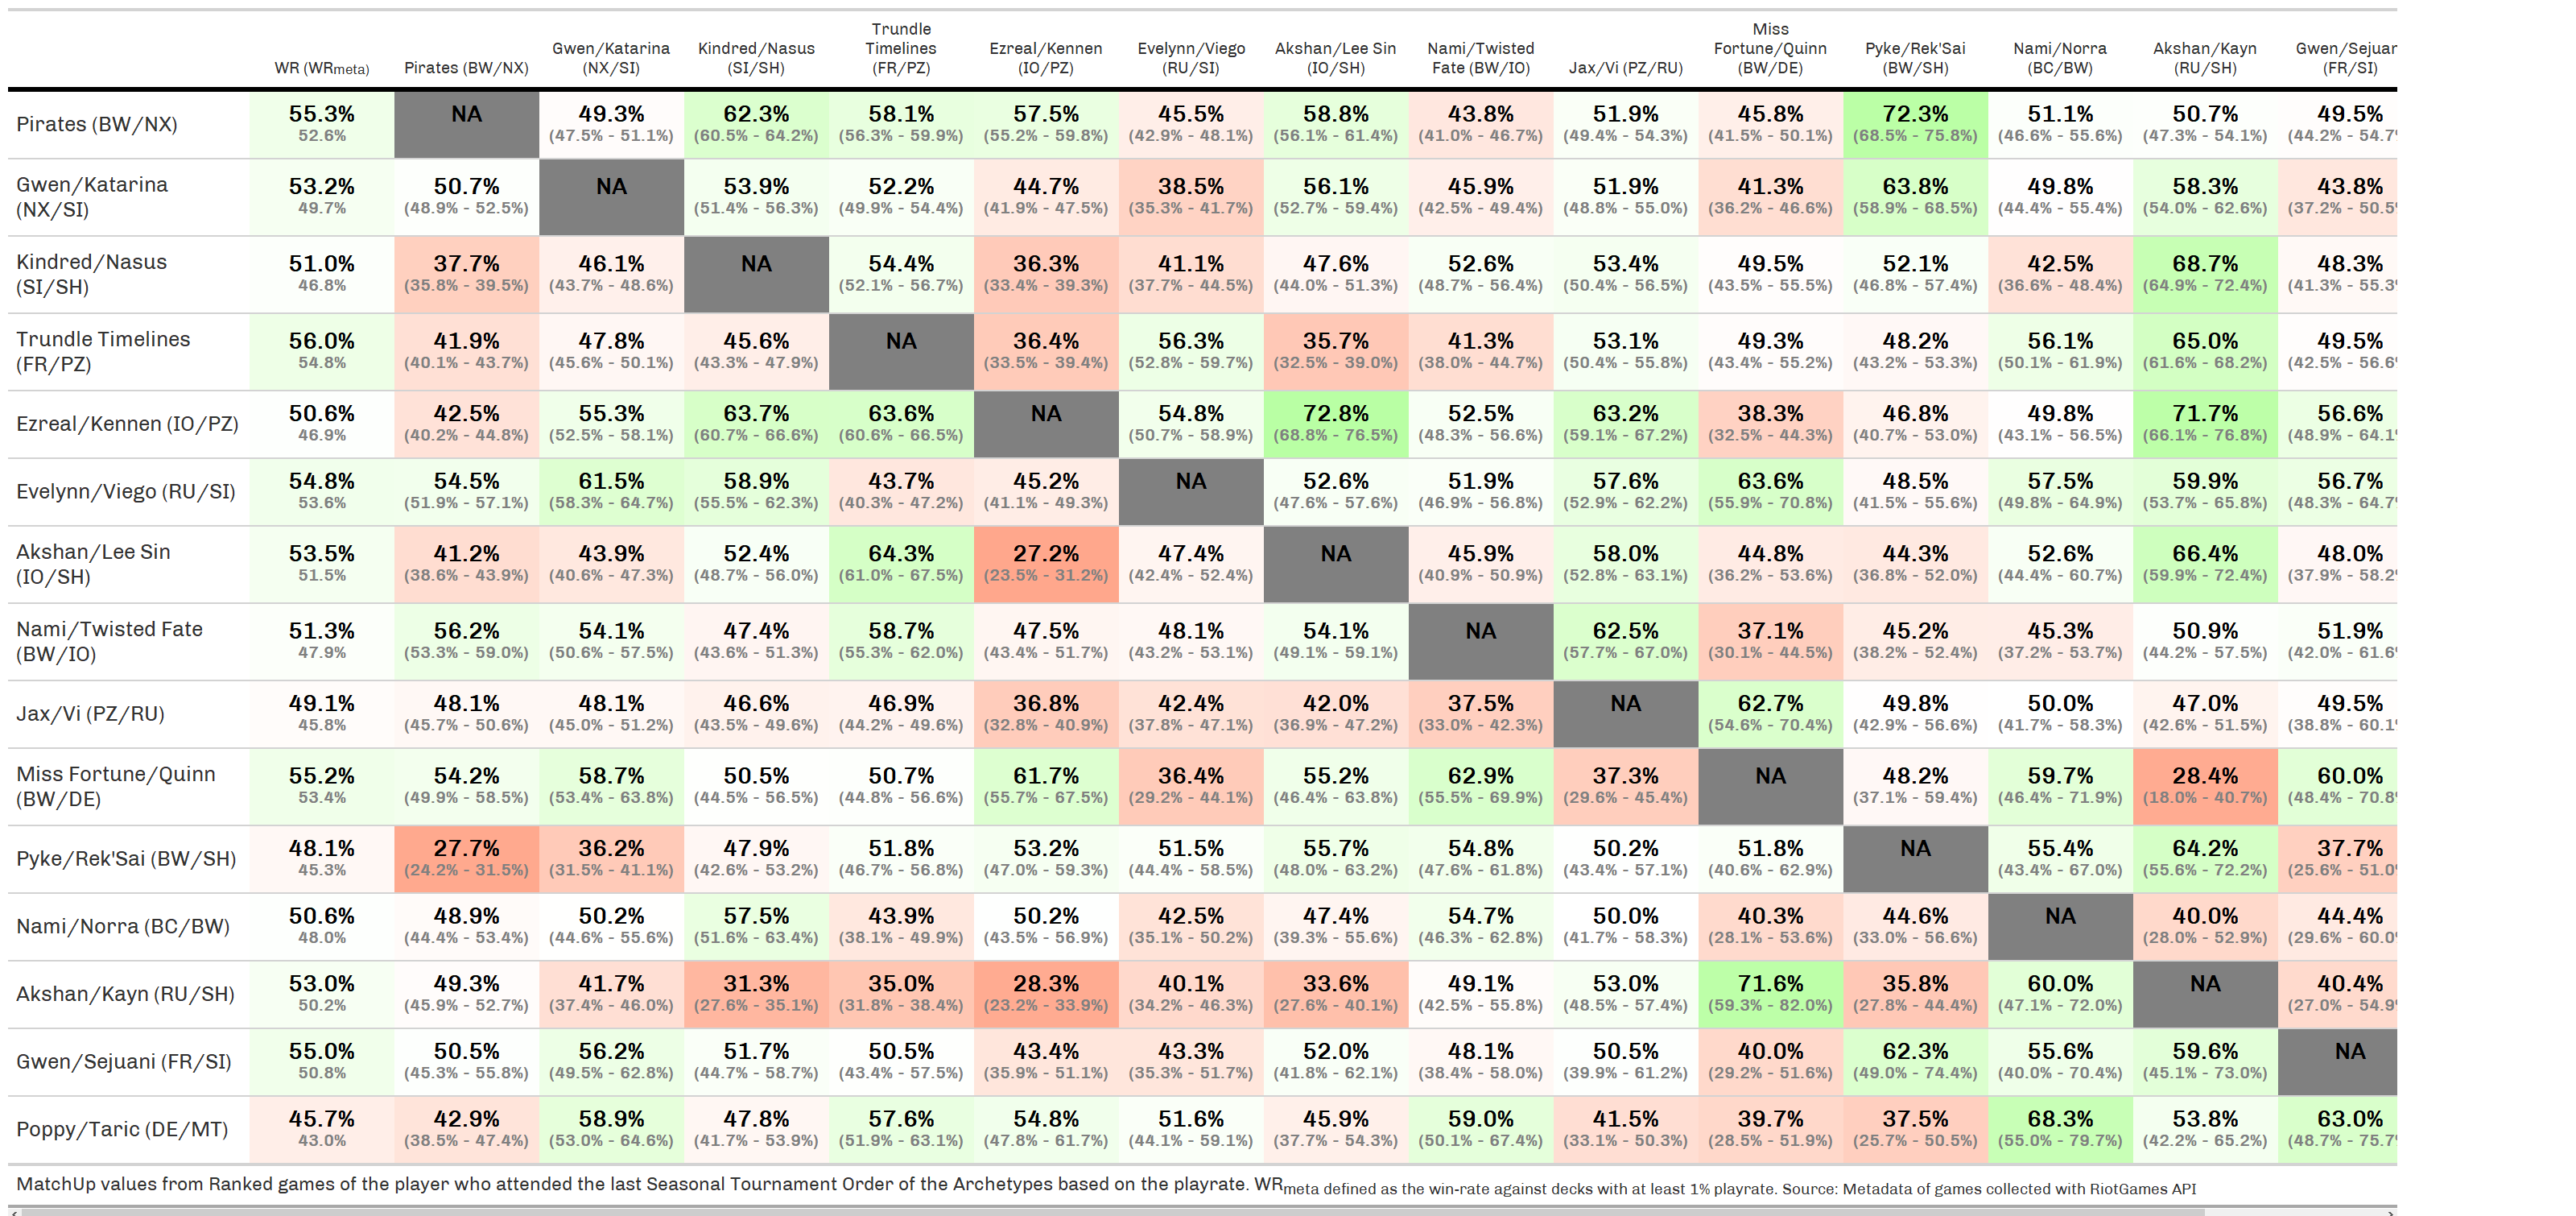 WR (WRmeta) Pirates (BW/NX) Gwen/Katarina (NX/SI) Kindred/Nasus (SI/SH) Trundle Timelines (FR/PZ) Ezreal/Kennen (IO/PZ) Evelynn/Viego (RU/SI) Akshan/Lee Sin (IO/SH) Nami/Twisted Fate (BW/IO) Jax/Vi (PZ/RU) Miss Fortune/Quinn (BW/DE) Pyke/Rek'Sai (BW/SH) Nami/Norra (BC/BW) Akshan/Kayn (RU/SH) Gwen/Sejuar (FR/SI)
Pirates (BW/NX) 55.3% NA 49.3% 62.3% 58.1% 57.5% 45.5% 58.8% 43.8% 51.9% 45.8% 72.3% 51.1% 50.7% 49.5%
52.6% (47.5% - 51.1%) (60.5% - 64.2%) (56.3% - 59.9%) (55.2% - 59.8%) (42.9% - 48.1%) (56.1% - 61.4%) (41.0% - 46.7%) (49.4% - 54.3%) (41.5% - 50.1%) (68.5% - 75.8%) (46.6% - 55.6%) (47.3% - 54.1%) (44.2% - 54.7%
Gwen/Katarina (NX/SI) 53.2% 50.7% NA 53.9% 52.2% 44.7% 38.5% 56.1% 45.9% 51.9% 41.3% 63.8% 49.8% 58.3% 43.8%
49.7% (48.9% - 52.5%) (51.4% - 56.3%) (49.9% - 54.4%) (41.9% - 47.5%) (35.3% - 41.7%) (52.7% - 59.4%) (42.5% - 49.4%) (48.8% - 55.0%) (36.2% - 46.6%) (58.9% - 68.5%) (44.4% - 55.4%) (54.0% - 62.6%) (37.2% - 50.5%
Kindred/Nasus (SI/SH) 51.0% 37.7% 46.1% NA 54.4% 36.3% 41.1% 47.6% 52.6% 53.4% 49.5% 52.1% 42.5% 68.7% 48.3%
46.8% (35.8% - 39.5%) (43.7% - 48.6%) (52.1% - 56.7%) (33.4% - 39.3%) (37.7% - 44.5%) (44.0% - 51.3%) (48.7% - 56.4%) (50.4% - 56.5%) (43.5% - 55.5%) (46.8% - 57.4%) (36.6% - 48.4%) (64.9% - 72.4%) (41.3% - 55.3%
Trundle Timelines (FR/PZ) 56.0% 41.9% 47.8% 45.6% NA 36.4% 56.3% 35.7% 41.3% 53.1% 49.3% 48.2% 56.1% 65.0% 49.5%
54.8% (40.1% - 43.7%) (45.6% - 50.1%) (43.3% - 47.9%) (33.5% - 39.4%) (52.8% - 59.7%) (32.5% - 39.0%) (38.0% - 44.7%) (50.4% - 55.8%) (43.4% - 55.2%) (43.2% - 53.3%) (50.1% - 61.9%) (61.6% - 68.2%) (42.5% - 56.6%
Ezreal/Kennen (IO/PZ) 50.6% 42.5% 55.3% 63.7% 63.6% NA 54.8% 72.8% 52.5% 63.2% 38.3% 46.8% 49.8% 71.7% 56.6%
46.9% (40.2% - 44.8%) (52.5% - 58.1%) (60.7% - 66.6%) (60.6% - 66.5%) (50.7% - 58.9%) (68.8% - 76.5%) (48.3% - 56.6%) (59.1% - 67.2%) (32.5% - 44.3%) (40.7% - 53.0%) (43.1% - 56.5%) (66.1% - 76.8%) (48.9% - 64.1%
Evelynn/Viego (RU/SI) 54.8% 54.5% 61.5% 58.9% 43.7% 45.2% NA 52.6% 51.9% 57.6% 63.6% 48.5% 57.5% 59.9% 56.7%
53.6% (51.9% - 57.1%) (58.3% - 64.7%) (55.5% - 62.3%) (40.3% - 47.2%) (41.1% - 49.3%) (47.6% - 57.6%) (46.9% - 56.8%) (52.9% - 62.2%) (55.9% - 70.8%) (41.5% - 55.6%) (49.8% - 64.9%) (53.7% - 65.8%) (48.3% - 64.7%
Akshan/Lee Sin (IO/SH) 53.5% 41.2% 43.9% 52.4% 64.3% 27.2% 47.4% NA 45.9% 58.0% 44.8% 44.3% 52.6% 66.4% 48.0%
51.5% (38.6% - 43.9%) (40.6% - 47.3%) (48.7% - 56.0%) (61.0% - 67.5%) (23.5% - 31.2%) (42.4% - 52.4%) (40.9% - 50.9%) (52.8% - 63.1%) (36.2% - 53.6%) (36.8% - 52.0%) (44.4% - 60.7%) (59.9% - 72.4%) (37.9% - 58.2%
Nami/Twisted Fate (BW/IO) 51.3% 56.2% 54.1% 47.4% 58.7% 47.5% 48.1% 54.1% NA 62.5% 37.1% 45.2% 45.3% 50.9% 51.9%
47.9% (53.3% - 59.0%) (50.6% - 57.5%) (43.6% - 51.3%) (55.3% - 62.0%) (43.4% - 51.7%) (43.2% - 53.1%) (49.1% - 59.1%) (57.7% - 67.0%) (30.1% - 44.5%) (38.2% - 52.4%) (37.2% - 53.7%) (44.2% - 57.5%) (42.0% - 61.6%
Jax/Vi (PZ/RU) 49.1% 48.1% 48.1% 46.6% 46.9% 36.8% 42.4% 42.0% 37.5% NA 62.7% 49.8% 50.0% 47.0% 49.5%
45.8% (45.7% - 50.6%) (45.0% - 51.2%) (43.5% - 49.6%) (44.2% - 49.6%) (32.8% - 40.9%) (37.8% - 47.1%) (36.9% - 47.2%) (33.0% - 42.3%) (54.6% - 70.4%) (42.9% - 56.6%) (41.7% - 58.3%) (42.6% - 51.5%) (38.8% - 60.1%
Miss Fortune/Quinn (BW/DE) 55.2% 54.2% 58.7% 50.5% 50.7% 61.7% 36.4% 55.2% 62.9% 37.3% NA 48.2% 59.7% 28.4% 60.0%
53.4% (49.9% - 58.5%) (53.4% - 63.8%) (44.5% - 56.5%) (44.8% - 56.6%) (55.7% - 67.5%) (29.2% - 44.1%) (46.4% - 63.8%) (55.5% - 69.9%) (29.6% - 45.4%) (37.1% - 59.4%) (46.4% - 71.9%) (18.0% - 40.7%) (48.4% - 70.8%
Pyke/Rek'Sai (BW/SH) 48.1% 27.7% 36.2% 47.9% 51.8% 53.2% 51.5% 55.7% 54.8% 50.2% 51.8% NA 55.4% 64.2% 37.7%
45.3% (24.2% - 31.5%) (31.5% - 41.1%) (42.6% - 53.2%) (46.7% - 56.8%) (47.0% - 59.3%) (44.4% - 58.5%) (48.0% - 63.2%) (47.6% - 61.8%) (43.4% - 57.1%) (40.6% - 62.9%) (43.4% - 67.0%) (55.6% - 72.2%) (25.6% - 51.0%
Nami/Norra (BC/BW) 50.6% 48.9% 50.2% 57.5% 43.9% 50.2% 42.5% 47.4% 54.7% 50.0% 40.3% 44.6% NA 40.0% 44.4%
48.0% (44.4% - 53.4%) (44.6% - 55.6%) (51.6% - 63.4%) (38.1% - 49.9%) (43.5% - 56.9%) (35.1% - 50.2%) (39.3% - 55.6%) (46.3% - 62.8%) (41.7% - 58.3%) (28.1% - 53.6%) (33.0% - 56.6%) (28.0% - 52.9%) (29.6% - 60.0%
Akshan/Kayn (RU/SH) 53.0% 49.3% 41.7% 31.3% 35.0% 28.3% 40.1% 33.6% 49.1% 53.0% 71.6% 35.8% 60.0% NA 40.4%
50.2% (45.9% - 52.7%) (37.4% - 46.0%) (27.6% - 35.1%) (31.8% - 38.4%) (23.2% - 33.9%) (34.2% - 46.3%) (27.6% - 40.1%) (42.5% - 55.8%) (48.5% - 57.4%) (59.3% - 82.0%) (27.8% - 44.4%) (47.1% - 72.0%) (27.0% - 54.9%
Gwen/Sejuani (FR/SI) 55.0% 50.5% 56.2% 51.7% 50.5% 43.4% 43.3% 52.0% 48.1% 50.5% 40.0% 62.3% 55.6% 59.6% NA
50.8% (45.3% - 55.8%) (49.5% - 62.8%) (44.7% - 58.7%) (43.4% - 57.5%) (35.9% - 51.1%) (35.3% - 51.7%) (41.8% - 62.1%) (38.4% - 58.0%) (39.9% - 61.2%) (29.2% - 51.6%) (49.0% - 74.4%) (40.0% - 70.4%) (45.1% - 73.0%)
Poppy/Taric (DE/MT) 45.7% 42.9% 58.9% 47.8% 57.6% 54.8% 51.6% 45.9% 59.0% 41.5% 39.7% 37.5% 68.3% 53.8% 63.0%
43.0% (38.5% - 47.4%) (53.0% - 64.6%) (41.7% - 53.9%) (51.9% - 63.1%) (47.8% - 61.7%) (44.1% - 59.1%) (37.7% - 54.3%) (50.1% - 67.4%) (33.1% - 50.3%) (28.5% - 51.9%) (25.7% - 50.5%) (55.0% - 79.7%) (42.2% - 65.2%) (48.7% - 75.7%
MatchUp values from Ranked games of the player who attended the last Seasonal Tournament Order of the Archetypes based on the playrate. WRmeta defined as the win-rate against decks with at least 1% playrate. Source: Metadata of games collected with RiotGames API